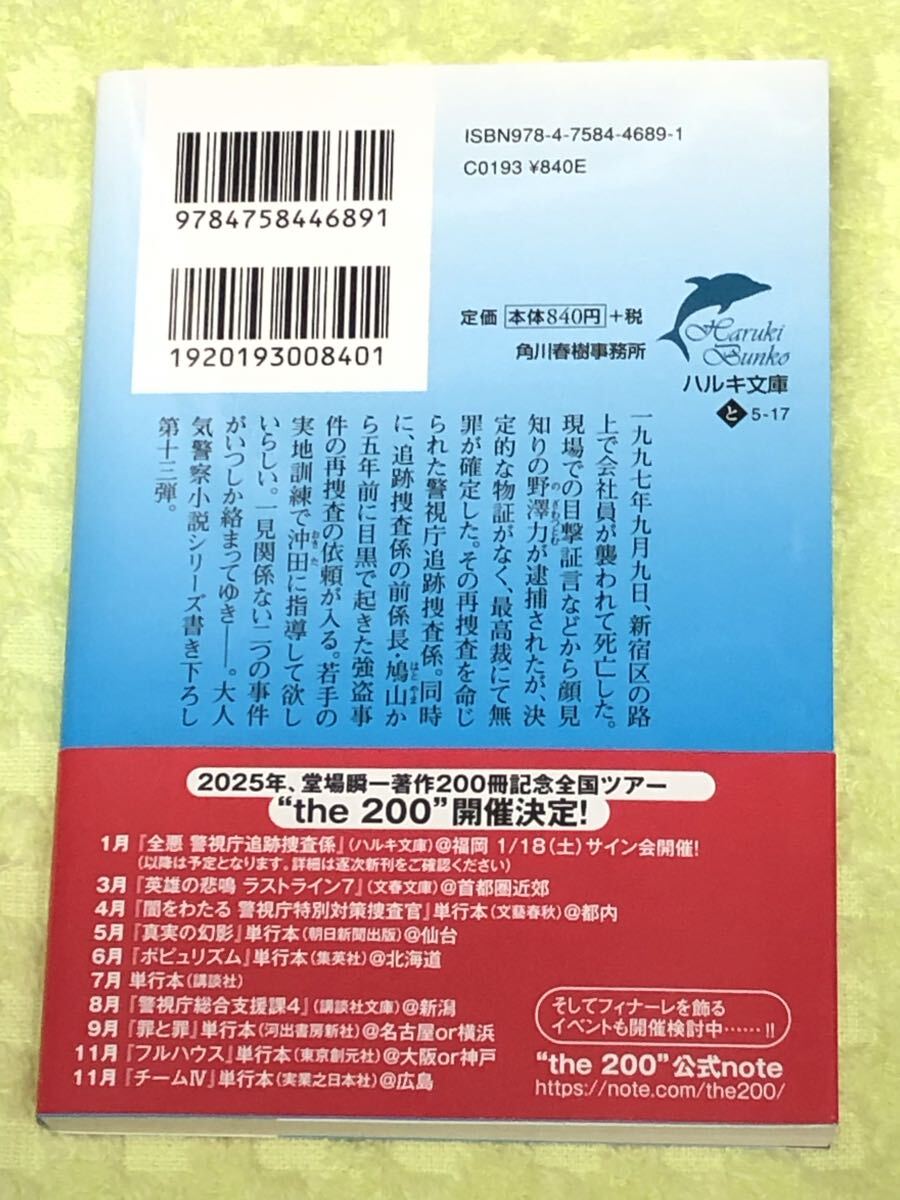 ISBN978-4-7584-4689-1
C0193 ¥840E
9784758446891
1920193008401
定価 本体840円 +税
角川春樹事務所
Haruki
Bunko
ハルキ文庫
と 5-17
一九九七年九月九日、新宿区の路
上で会社員が襲われて死亡した。
現場での目撃証言などから顔見
知りの野澤力が逮捕されたが、決
のざわつとむ
定的な物証がなく、最高裁にて無
罪が確定した。その再捜査を命じ
られた警視庁追跡捜査係。同時
に、追跡捜査係の前係長・鳩山か
はとやま
ら五年前に目黒で起きた強盗事
件の再捜査の依頼が入る。若手の
実地訓練で沖田に指導して欲し
おきた
いらしい。一見関係ない二つの事件
がいつしか絡まってゆき――。大人
気警察小説シリーズ書き下ろし
第十三弾。
2025年、堂場瞬一著作200冊記念全国ツアー
“the 200”開催決定!
1月『全悪 警視庁追跡捜査係』(ハルキ文庫)@福岡 1/18(土)サイン会開催!
(以降は予定となります。詳細は逐次新刊をご確認ください)
3月『英雄の悲鳴 ラストライン7』(文春文庫)@首都圏近郊
4月『闇をわたる 警視庁特別対策捜査官』単行本(文藝春秋)@都内
5月『真実の幻影』単行本(朝日新聞出版)@仙台
6月『ポピュリズム』単行本(集英社)@北海道
7月 単行本(講談社)
8月『警視庁総合支援課4』(講談社文庫)@新潟
9月『罪と罪』単行本(河出書房新社)@名古屋or横浜
11月『フルハウス』単行本(東京創元社)@大阪or神戸
11月『チームⅣ』単行本(実業之日本社)@広島
そしてフィナーレを飾る
イベントも開催検討中……!!
“the 200”公式note
https://note.com/the200/